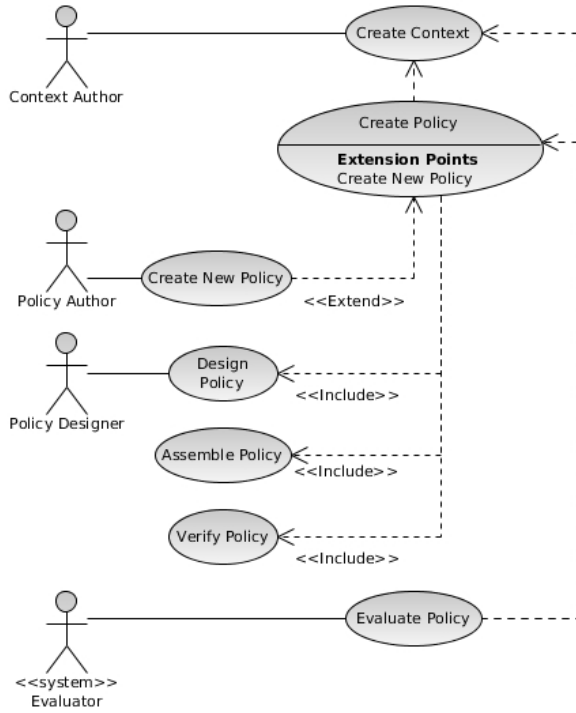 Create Context
Context Author
Create Policy
Extension Points
Create New Policy
Create New Policy
Policy Author
<<Extend>>
Design
Policy
<<Include>>
Policy Designer
Assemble Policy
<<Include>>
Verify Policy
<<Include>>
Evaluate Policy
<<system>>
Evaluator